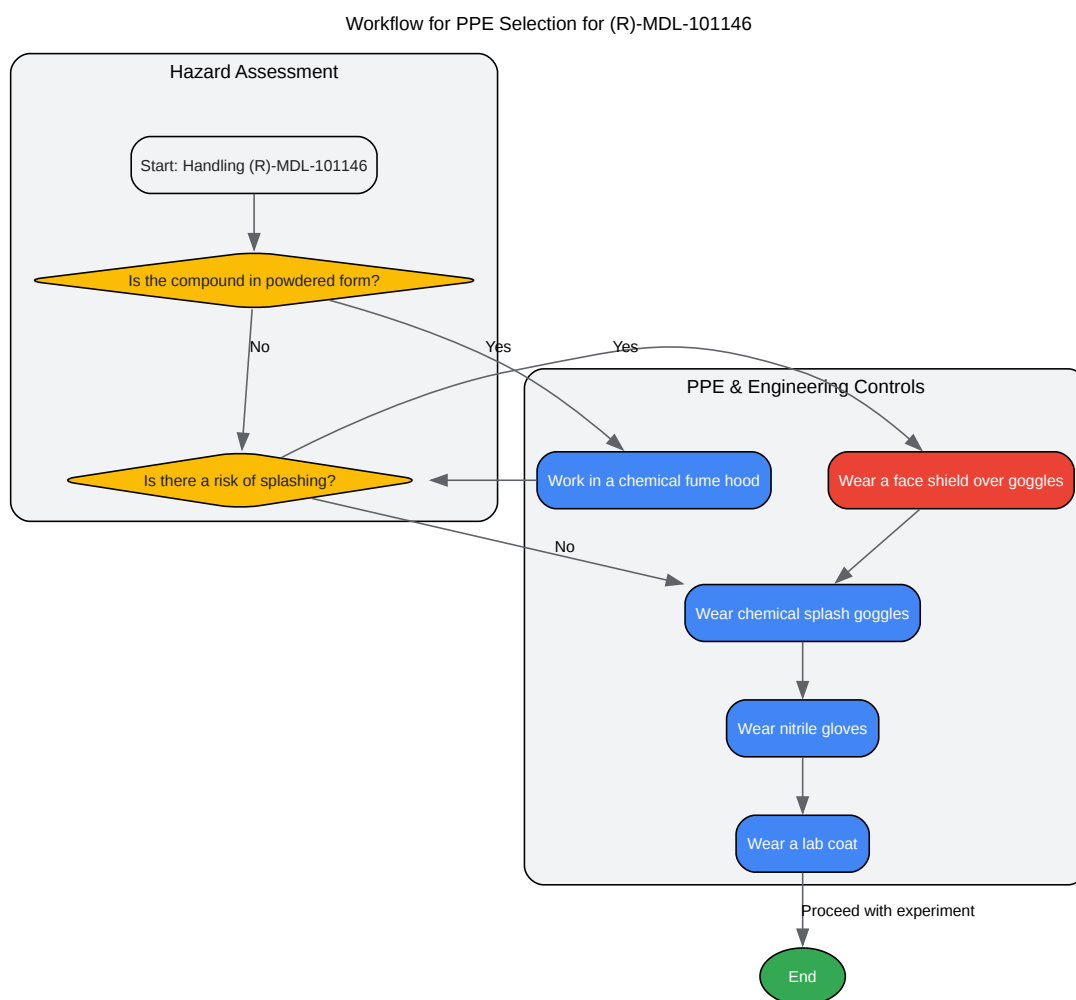 Workflow for PPE Selection for (R)-MDL-101146
Hazard Assessment
Start: Handling (R)-MDL-101146
Is the compound in powdered form?
No
Yes
Yes
PPE & Engineering Controls
Is there a risk of splashing?
Work in a chemical fume hood
Wear a face shield over goggles
No
Wear chemical splash goggles
Wear nitrile gloves
Wear a lab coat
Proceed with experiment
End